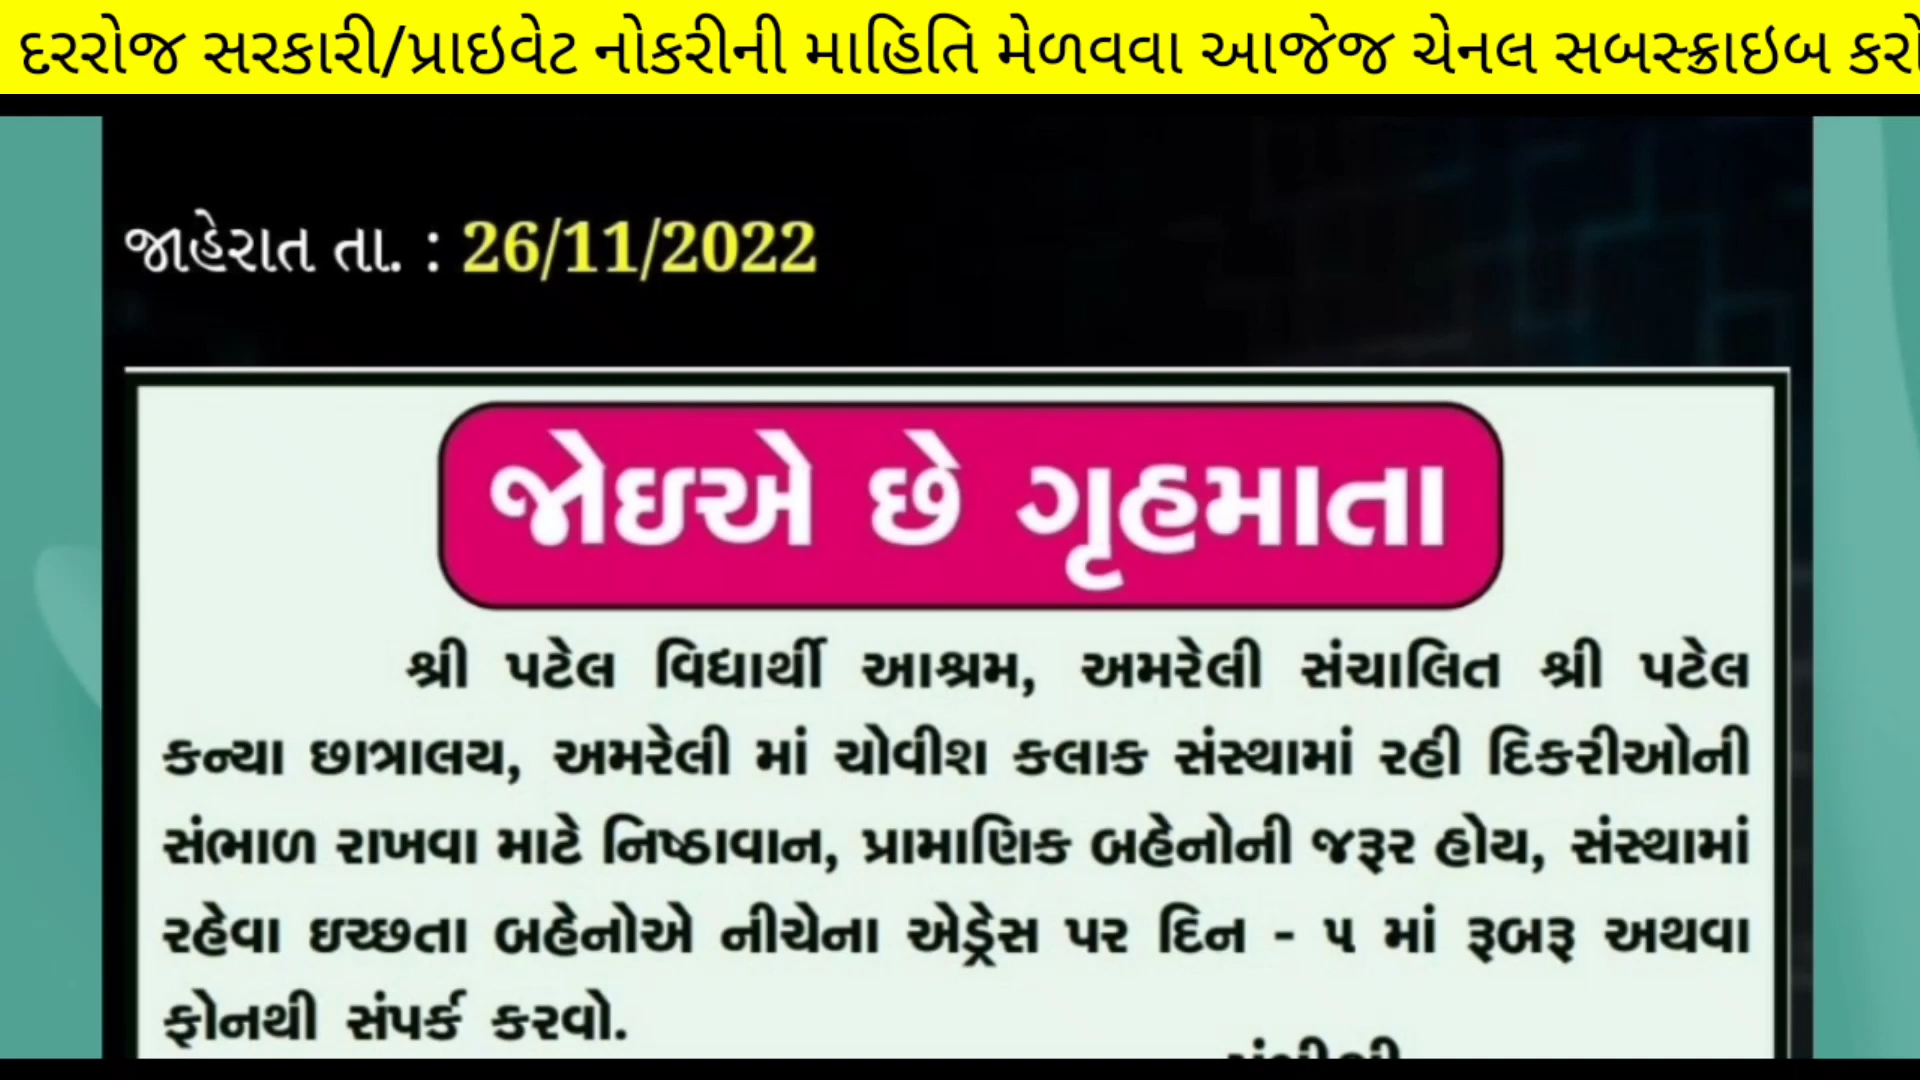 દરરોજ સરકારી/પ્રાઇવેટ નોકરીની માહિતિ મેળવવા આજેજ ચેનલ સબસ્ક્રાઇબ કરો
જાહેરાત તા. : 26/11/2022
જોઇએ છે ગૃહમાતા
શ્રી પટેલ વિદ્યાર્થી આશ્રમ, અમરેલી સંચાલિત શ્રી પટેલ
કન્યા છાત્રાલય, અમરેલી માં ચોવીશ કલાક સંસ્થામાં રહી દિકરીઓની
સંભાળ રાખવા માટે નિષ્ઠાવાન, પ્રામાણિક બહેનોની જરૂર હોય, સંસ્થામાં
રહેવા ઇચ્છતા બહેનોએ નીચેના એડ્રેસ પર દિન - ૫ માં રૂબરૂ અથવા
ફોનથી સંપર્ક કરવો.